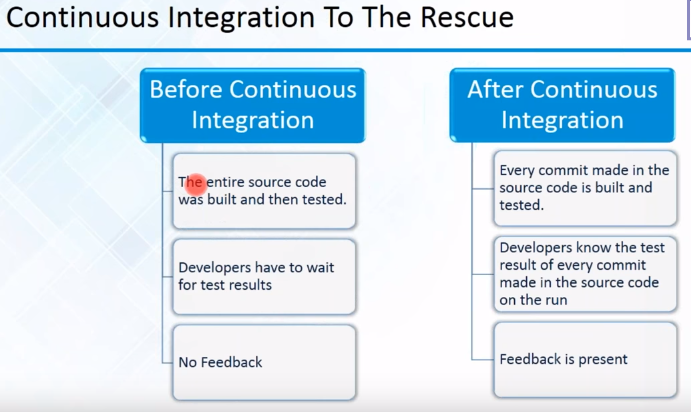 Continuous Integration To The Rescue
Before Continuous
Integration
The entire source code
was built and then tested.
Developers have to wait
for test results
No Feedback
After Continuous
Integration
Every commit made in the
source code is built and
tested.
Developers know the test
result of every commit
made in the source code
on the run
Feedback is present